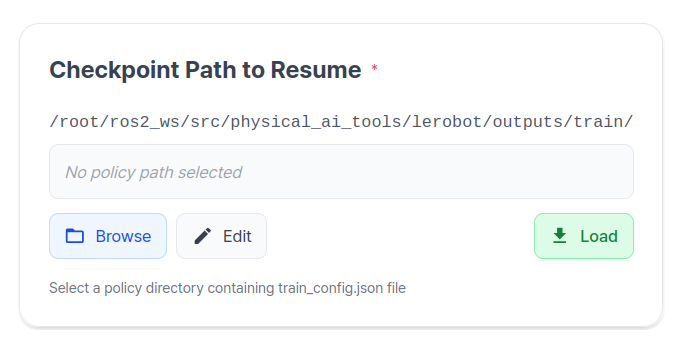 Checkpoint Path to Resume *
/root/ros2_ws/src/physical_ai_tools/lerobot/outputs/train/
No policy path selected
Browse Edit Load
Select a policy directory containing train_config.json file